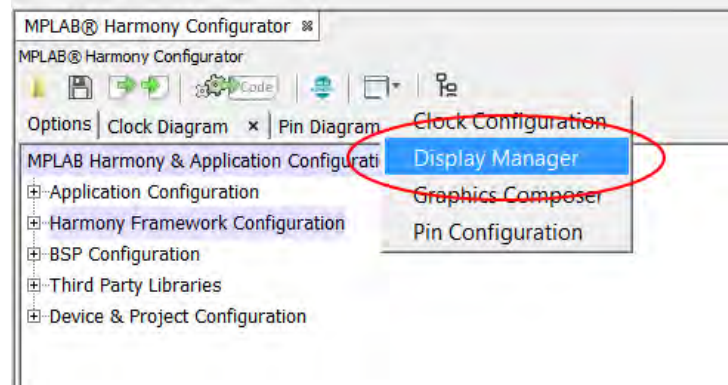 MPLAB® Harmony Configurator
MPLAB® Harmony Configurator
Code
Options Clock Diagram × Pin Diagram
Clock Configuration
Display Manager
Graphics Composer
Pin Configuration
MPLAB Harmony & Application Configurati
Application Configuration
Harmony Framework Configuration
BSP Configuration
Third Party Libraries
Device & Project Configuration